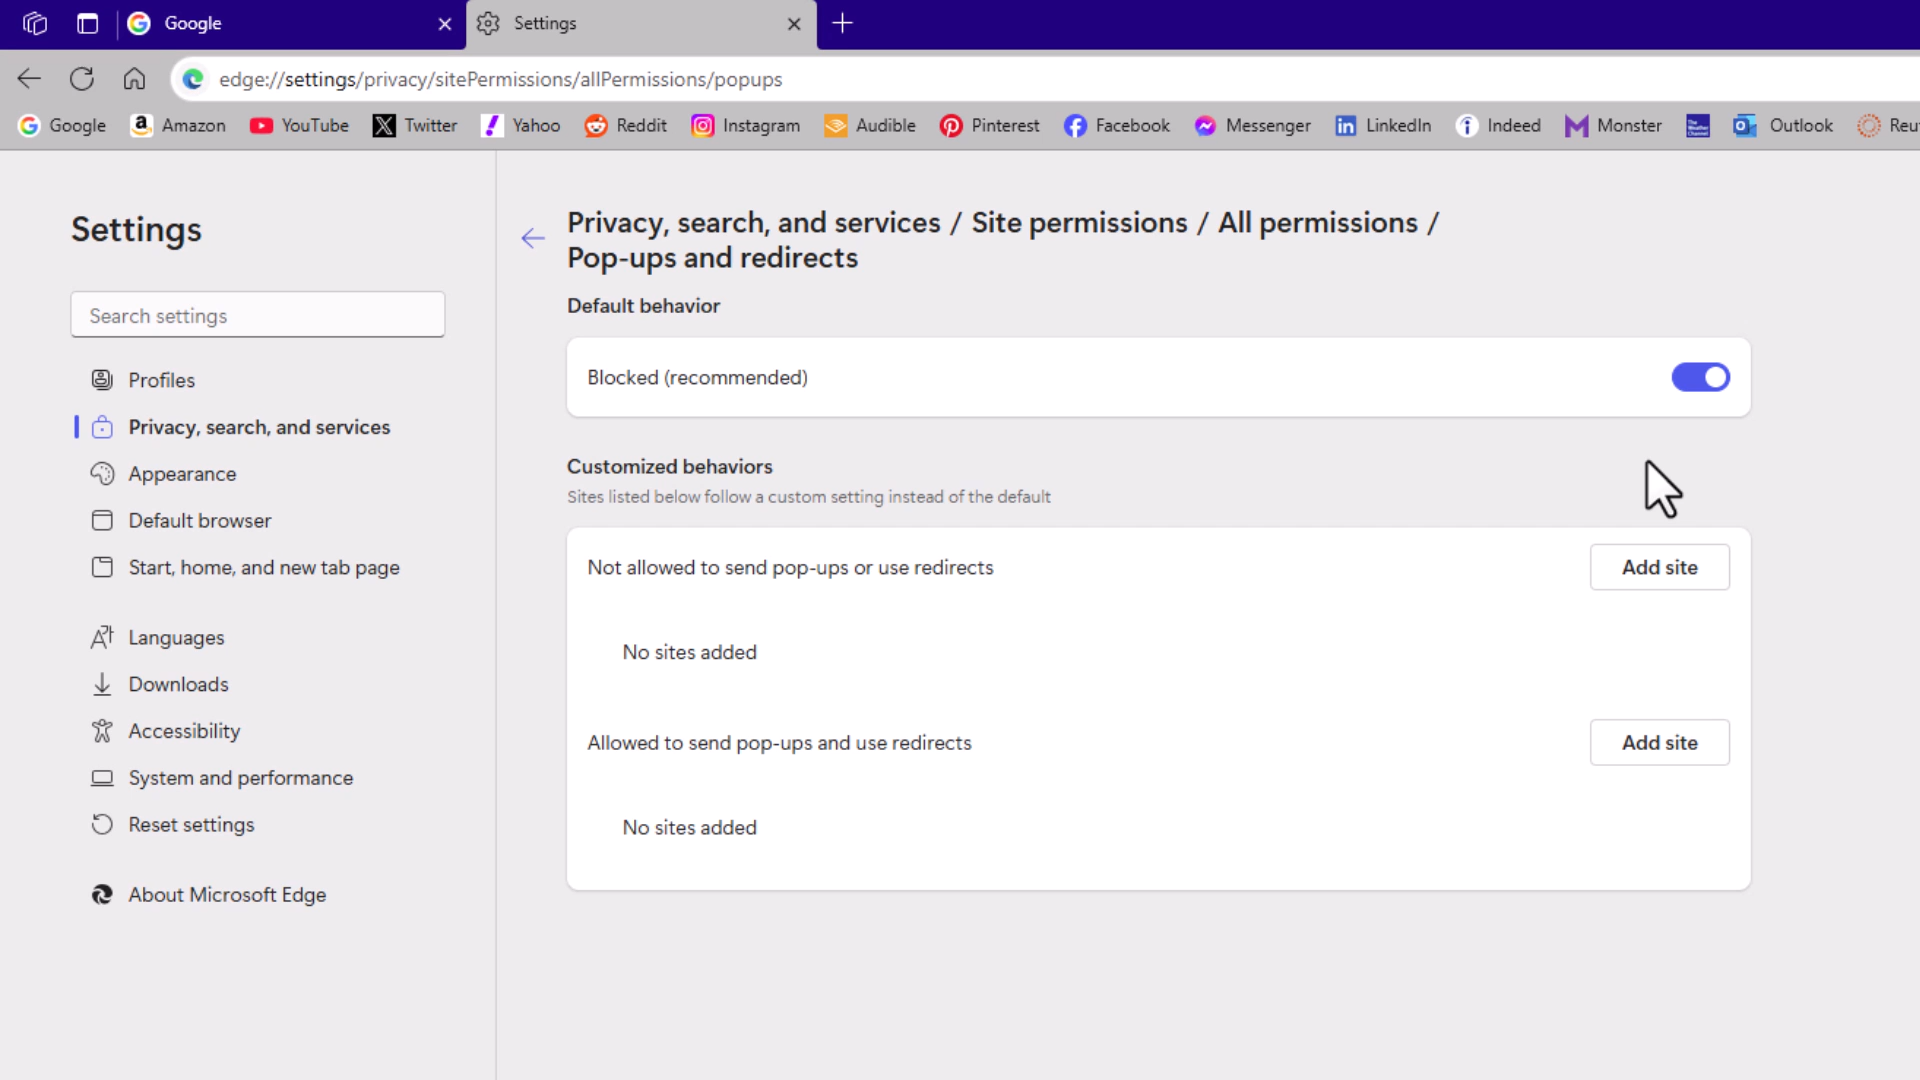 Google
Settings
edge://settings/privacy/sitePermissions/allPermissions/popups
Google Amazon YouTube Twitter Yahoo Reddit Instagram Audible Pinterest Facebook Messenger LinkedIn Indeed Monster Outlook Reu
Settings
Search settings
Profiles
Privacy, search, and services
Appearance
Default browser
Start, home, and new tab page
Languages
Downloads
Accessibility
System and performance
Reset settings
About Microsoft Edge
Privacy, search, and services / Site permissions / All permissions /
Pop-ups and redirects
Default behavior
Blocked (recommended)
Customized behaviors
Sites listed below follow a custom setting instead of the default
Not allowed to send pop-ups or use redirects
Add site
No sites added
Allowed to send pop-ups and use redirects
Add site
No sites added